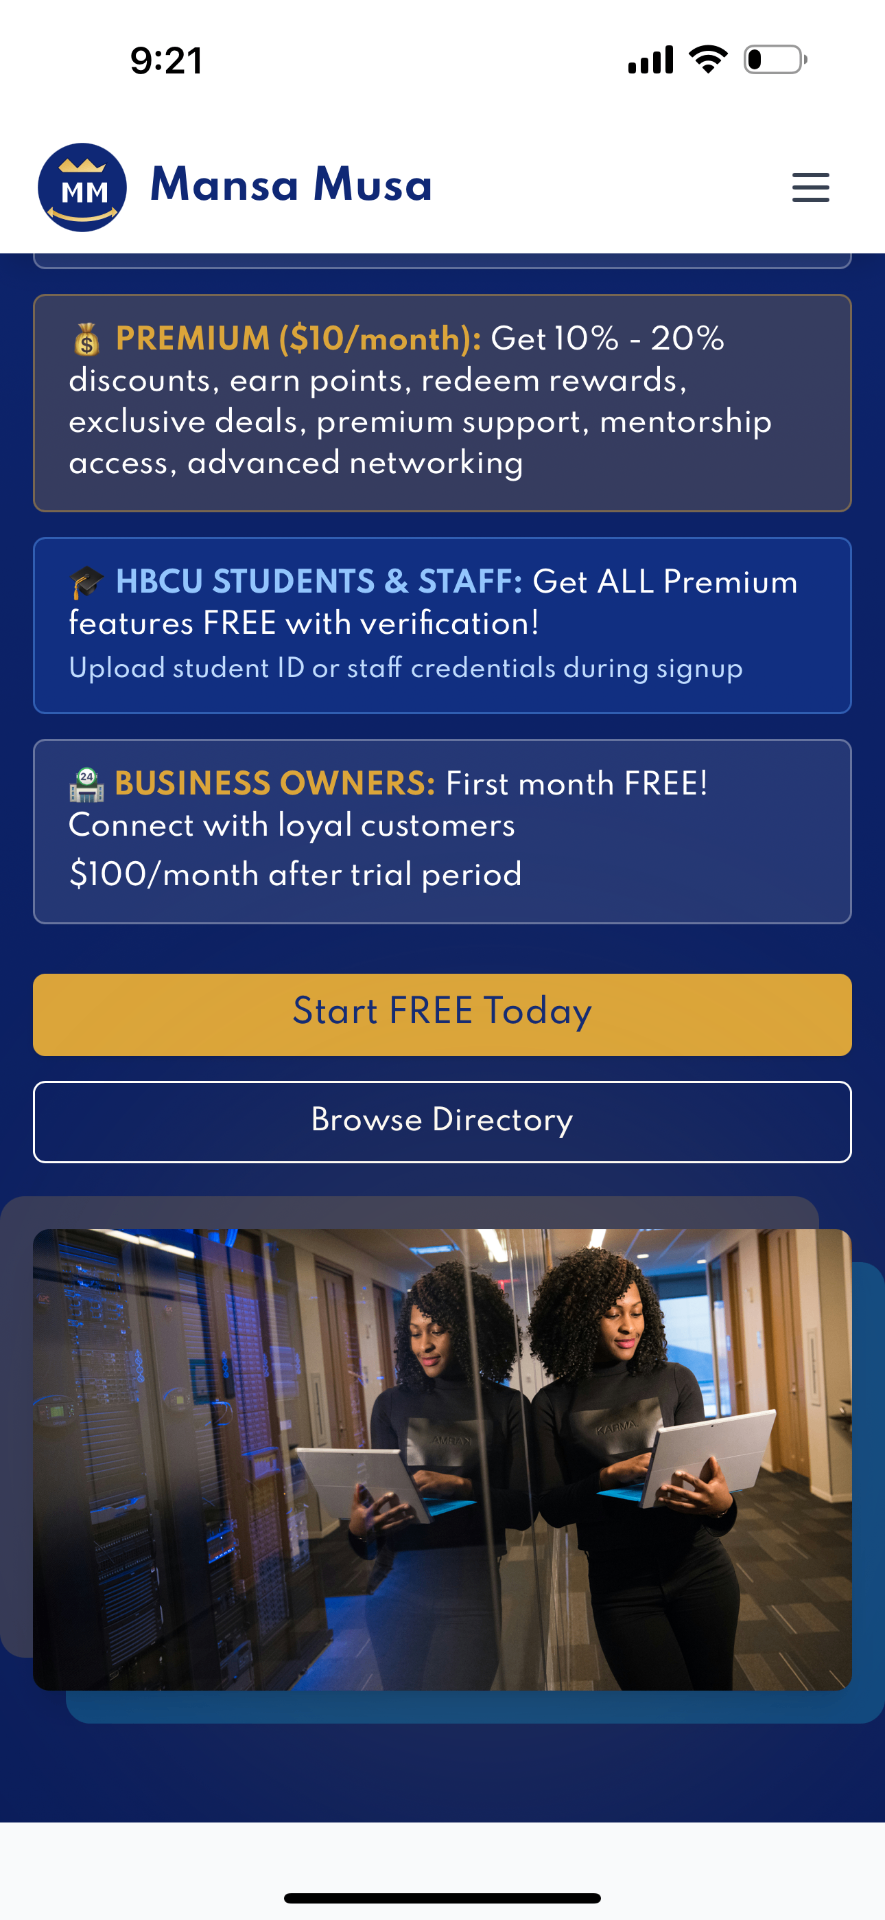 9:21
MM
Mansa Musa
💰 PREMIUM ($10/month): Get 10% - 20%
discounts, earn points, redeem rewards,
exclusive deals, premium support, mentorship
access, advanced networking
🎓 HBCU STUDENTS & STAFF: Get ALL Premium
features FREE with verification!
Upload student ID or staff credentials during signup
🏧 BUSINESS OWNERS: First month FREE!
Connect with loyal customers
$100/month after trial period
Start FREE Today
Browse Directory
KARMA